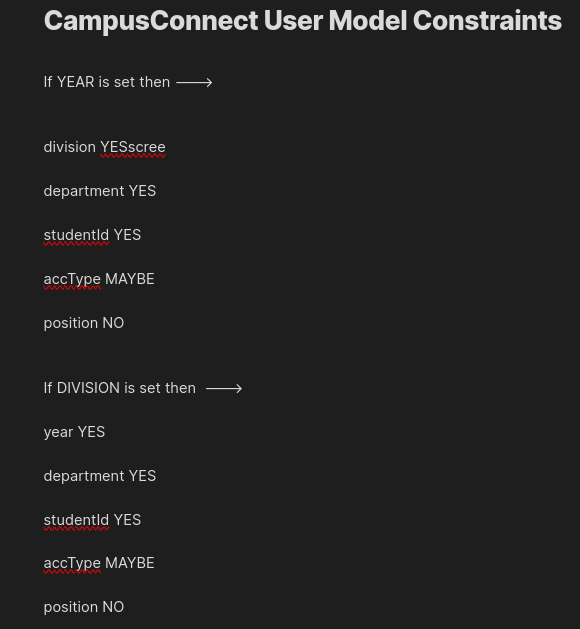 CampusConnect User Model Constraints
If YEAR is set then --->
division YESscree
department YES
studentId YES
accType MAYBE
position NO
If DIVISION is set then --->
year YES
department YES
studentId YES
accType MAYBE
position NO